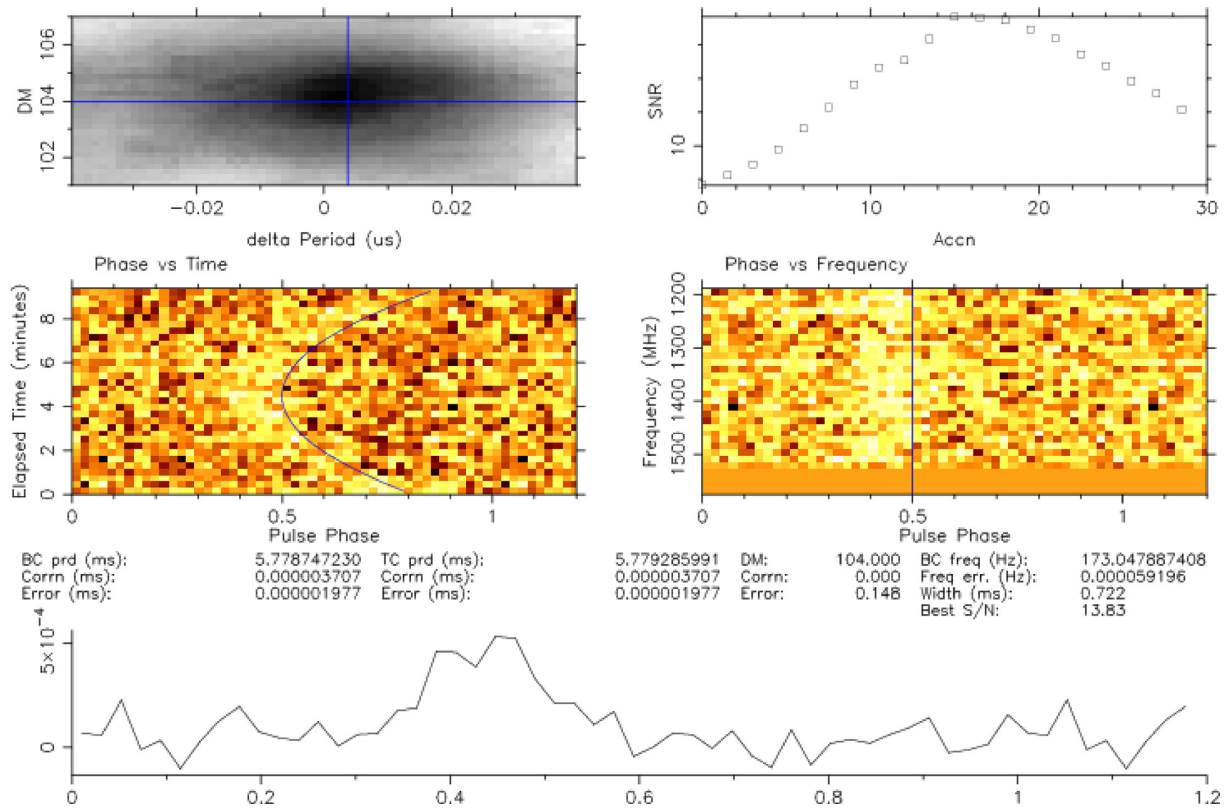 106
104
102
DM
−0.02 0 0.02
delta Period (us)
SNR
10
0 10 20 30
Accn
Phase vs Time
Elapsed Time (minutes)
8
6
4
2
0
0 0.5 1
Pulse Phase
Phase vs Frequency
Frequency (MHz)
1200
1300
1400
1500
0 0.5 1
Pulse Phase
BC prd (ms): 5.778747230 TC prd (ms): 5.779285991 DM: 104.000 BC freq (Hz): 173.047887408
Corrn (ms): 0.000003707 Corrn (ms): 0.000003707 Corrn: 0.000 Freq err. (Hz): 0.000059196
Error (ms): 0.000001977 Error (ms): 0.000001977 Error: 0.148 Width (ms): 0.722
Best S/N: 13.83
5×10⁻⁴
0
0 0.2 0.4 0.6 0.8 1 1.2